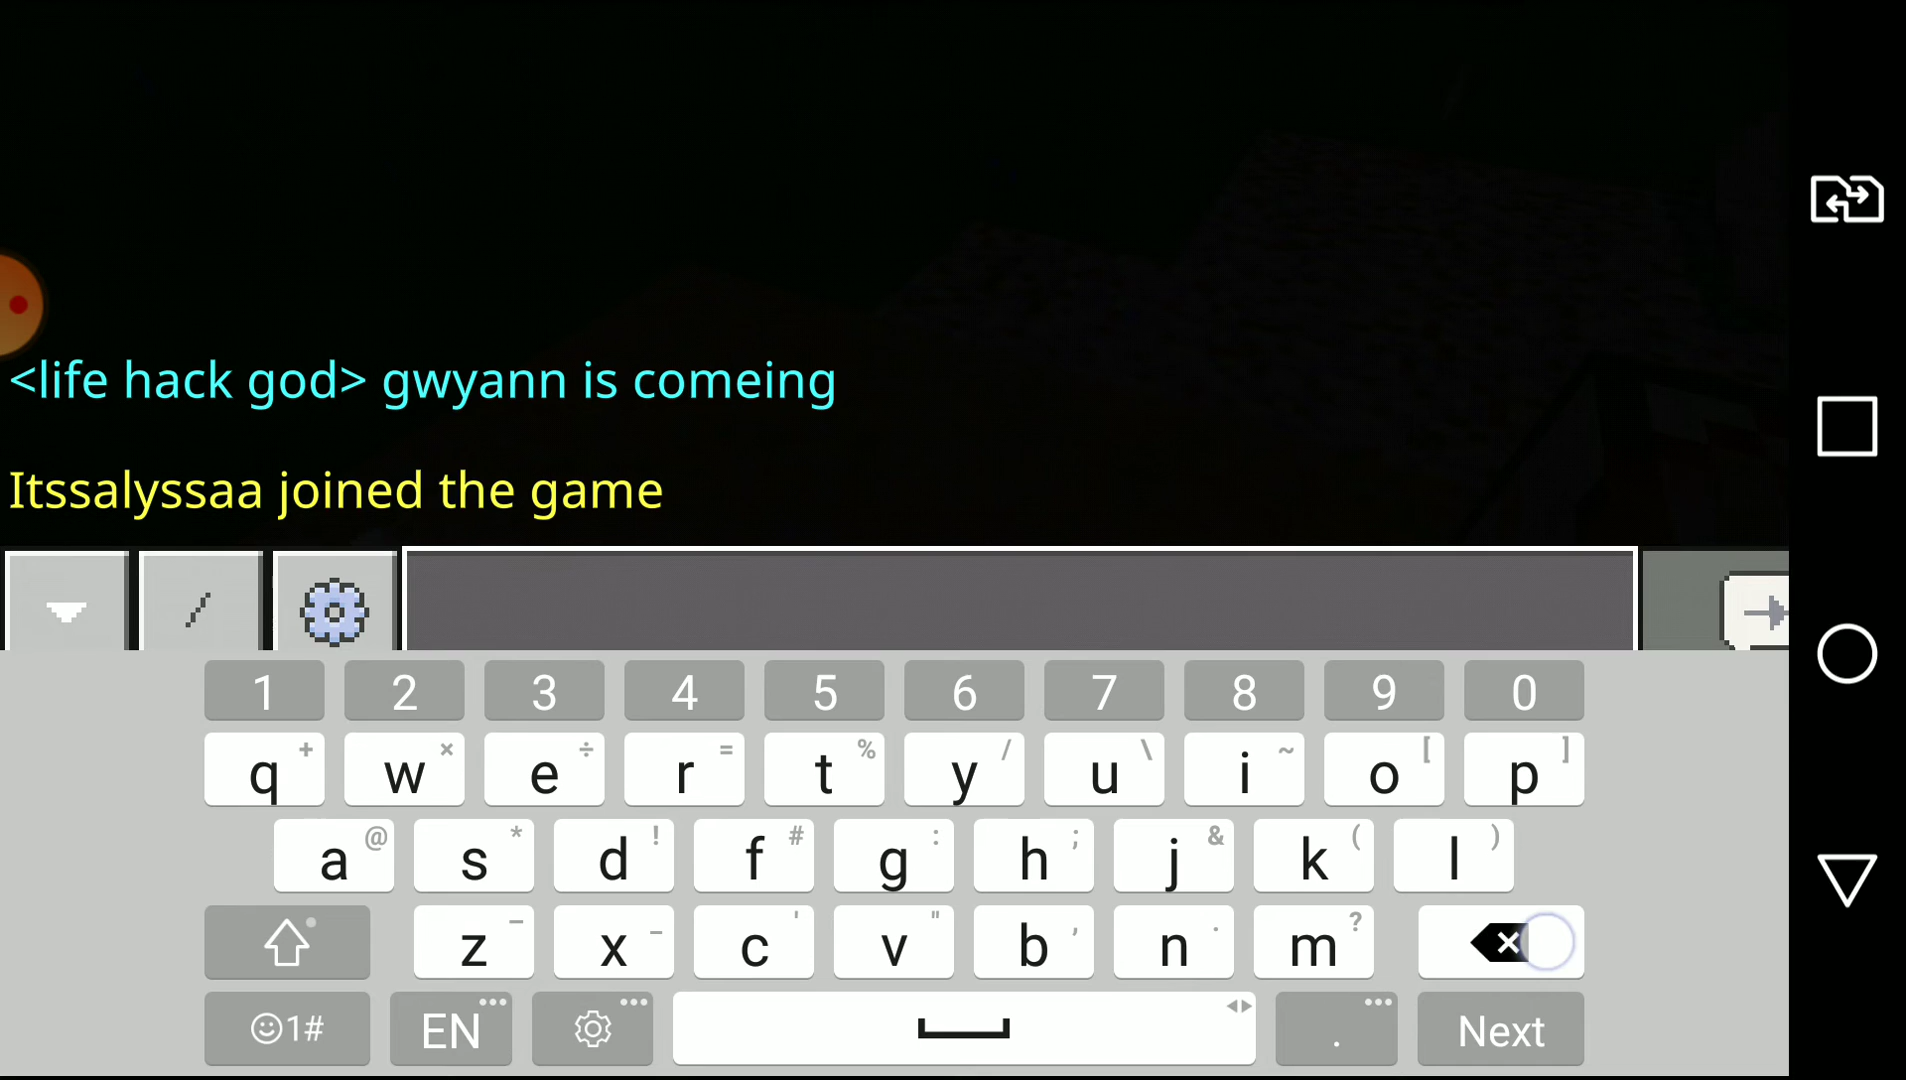 <life hack god> gwyann is comeing
Itssalyssaa joined the game
/
1 2 3 4 5 6 7 8 9 0
q + w × e ÷ r = t % y / u \ i ~ o [ p ]
a @ s * d ! f # g : h ; j & k ( l )
z – x _ c ' v " b , n . m ?
1# EN ... ... . ... Next